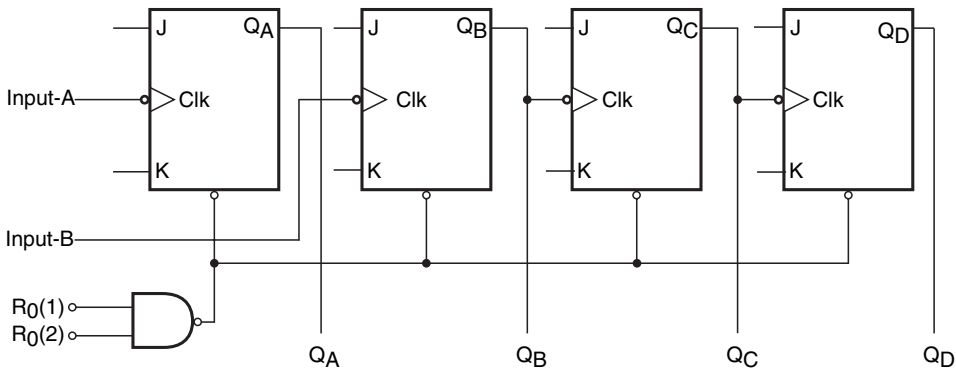 J QA J QB J QC J QD
Input-A Clk Clk Clk Clk
K K K K
Input-B
R0(1)
R0(2)
QA QB QC QD